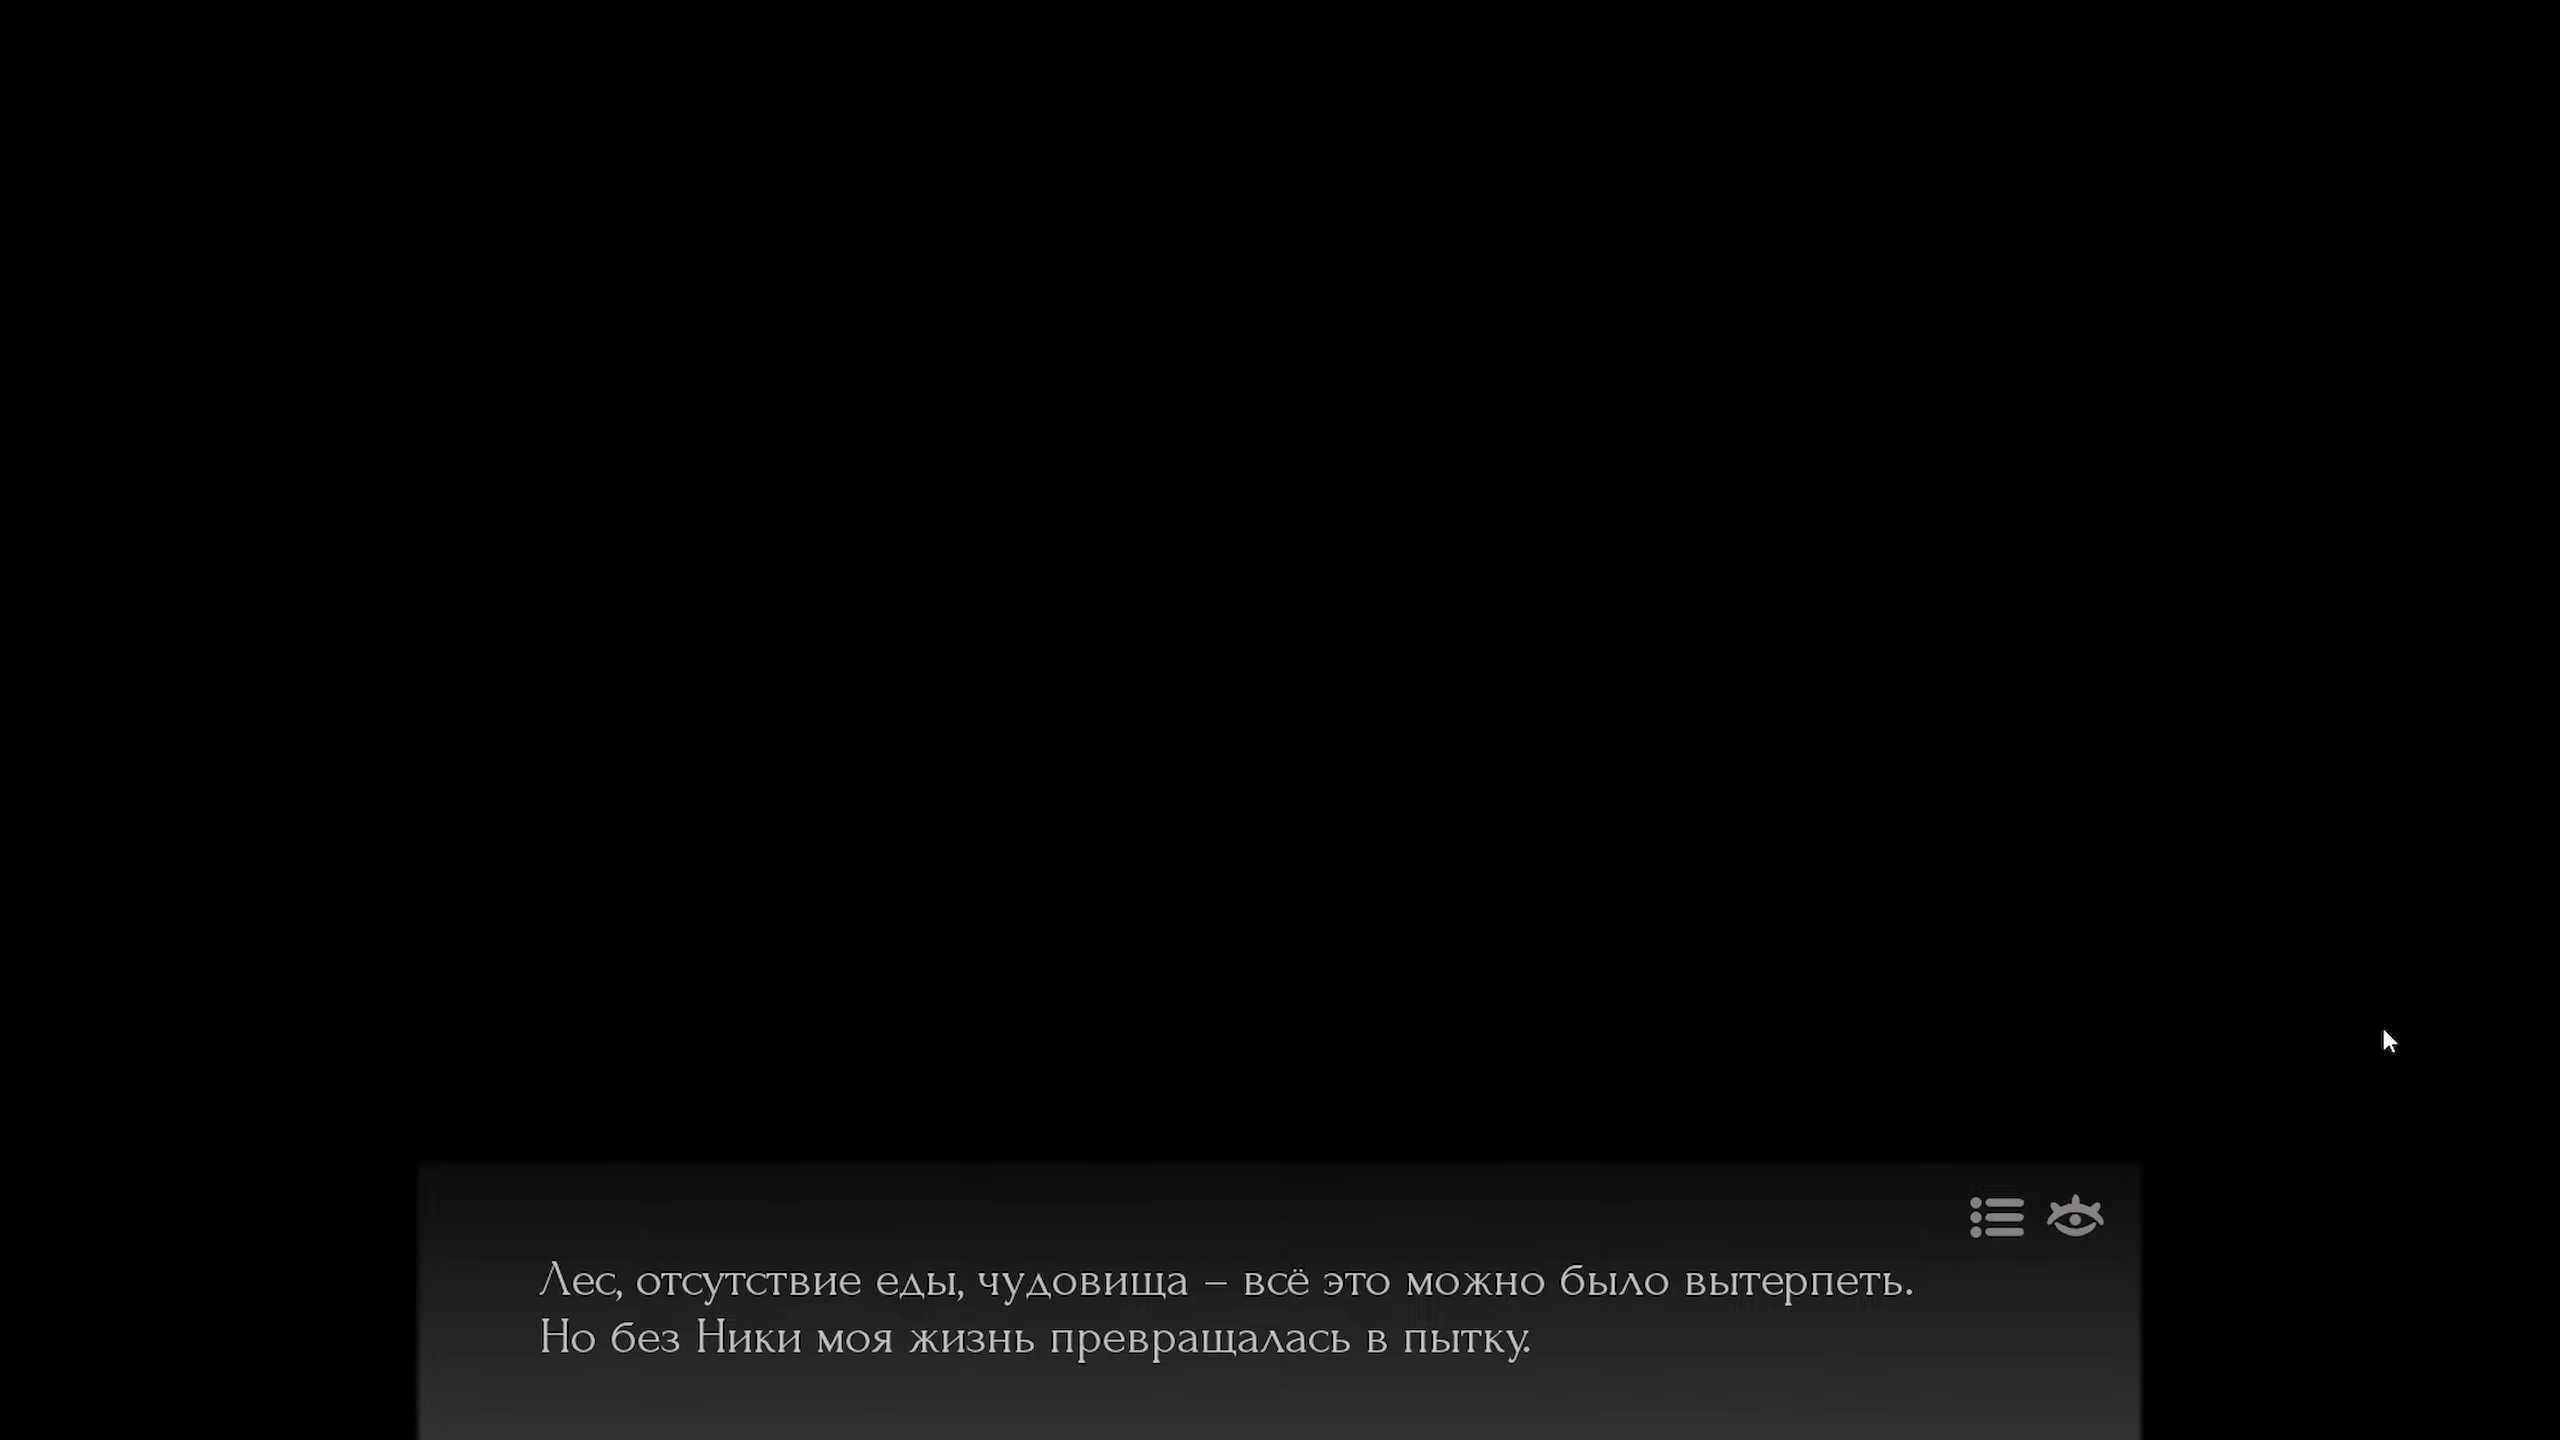 Лес, отсутствие еды, чудовища – всё это можно было вытерпеть.
Но без Ники моя жизнь превращалась в пытку.